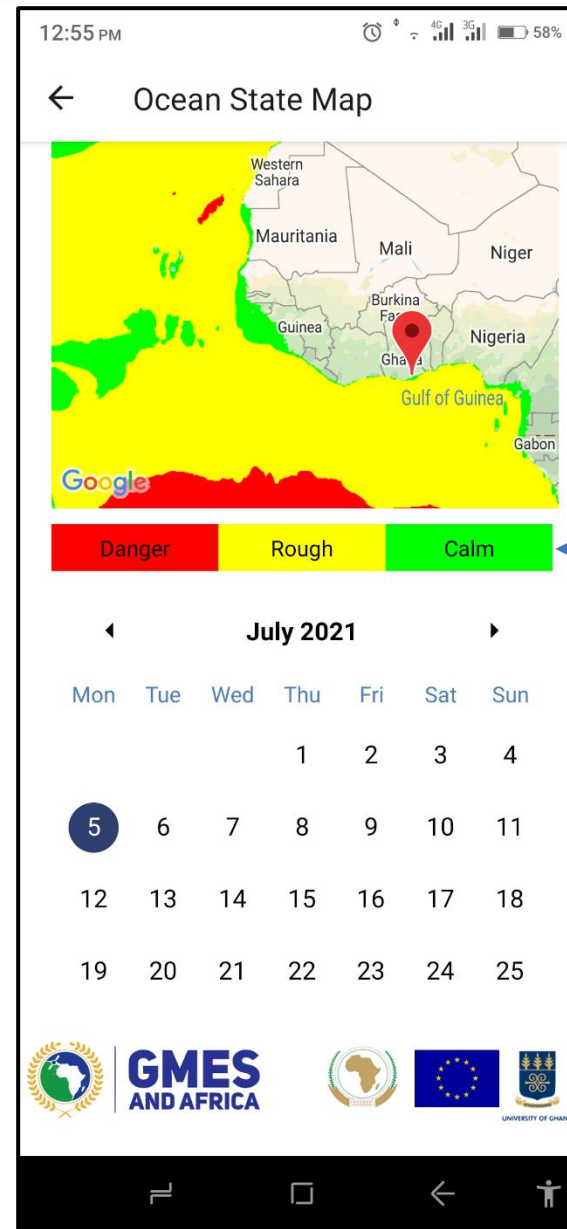 12:55 PM 4G 3G 58%
Ocean State Map
Western
Sahara
Mauritania
Mali
Niger
Burkina
Guinea
Nigeria
Gulf of Guinea
Gabon
Google
Danger Rough Calm
July 2021
Mon Tue Wed Thu Fri Sat Sun
1 2 3 4
5 6 7 8 9 10 11
12 13 14 15 16 17 18
19 20 21 22 23 24 25
GMES
AND AFRICA
UNIVERSITY OF GHAN